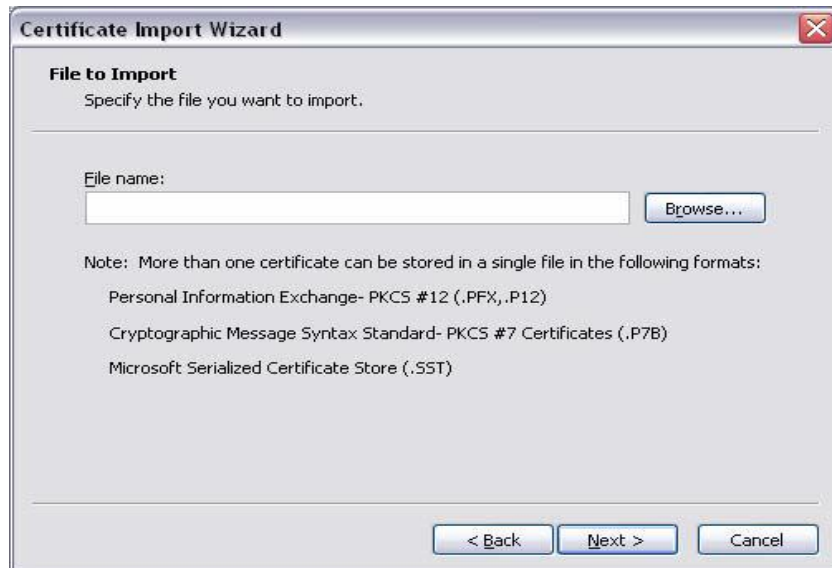 Certificate Import Wizard
File to Import
Specify the file you want to import.
File name:
Browse...
Note: More than one certificate can be stored in a single file in the following formats:
Personal Information Exchange- PKCS #12 (.PFX,.P12)
Cryptographic Message Syntax Standard- PKCS #7 Certificates (.P7B)
Microsoft Serialized Certificate Store (.SST)
< Back Next > Cancel